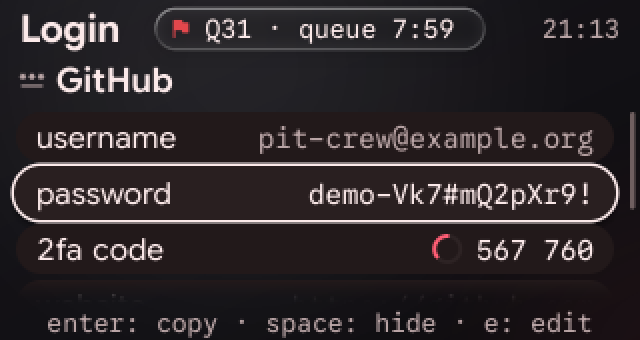 Login Q31 · queue 7:59 21:13
GitHub
username pit-crew@example.org
password demo-Vk7#mQ2pXr9!
2fa code 567 760
enter: copy · space: hide · e: edit